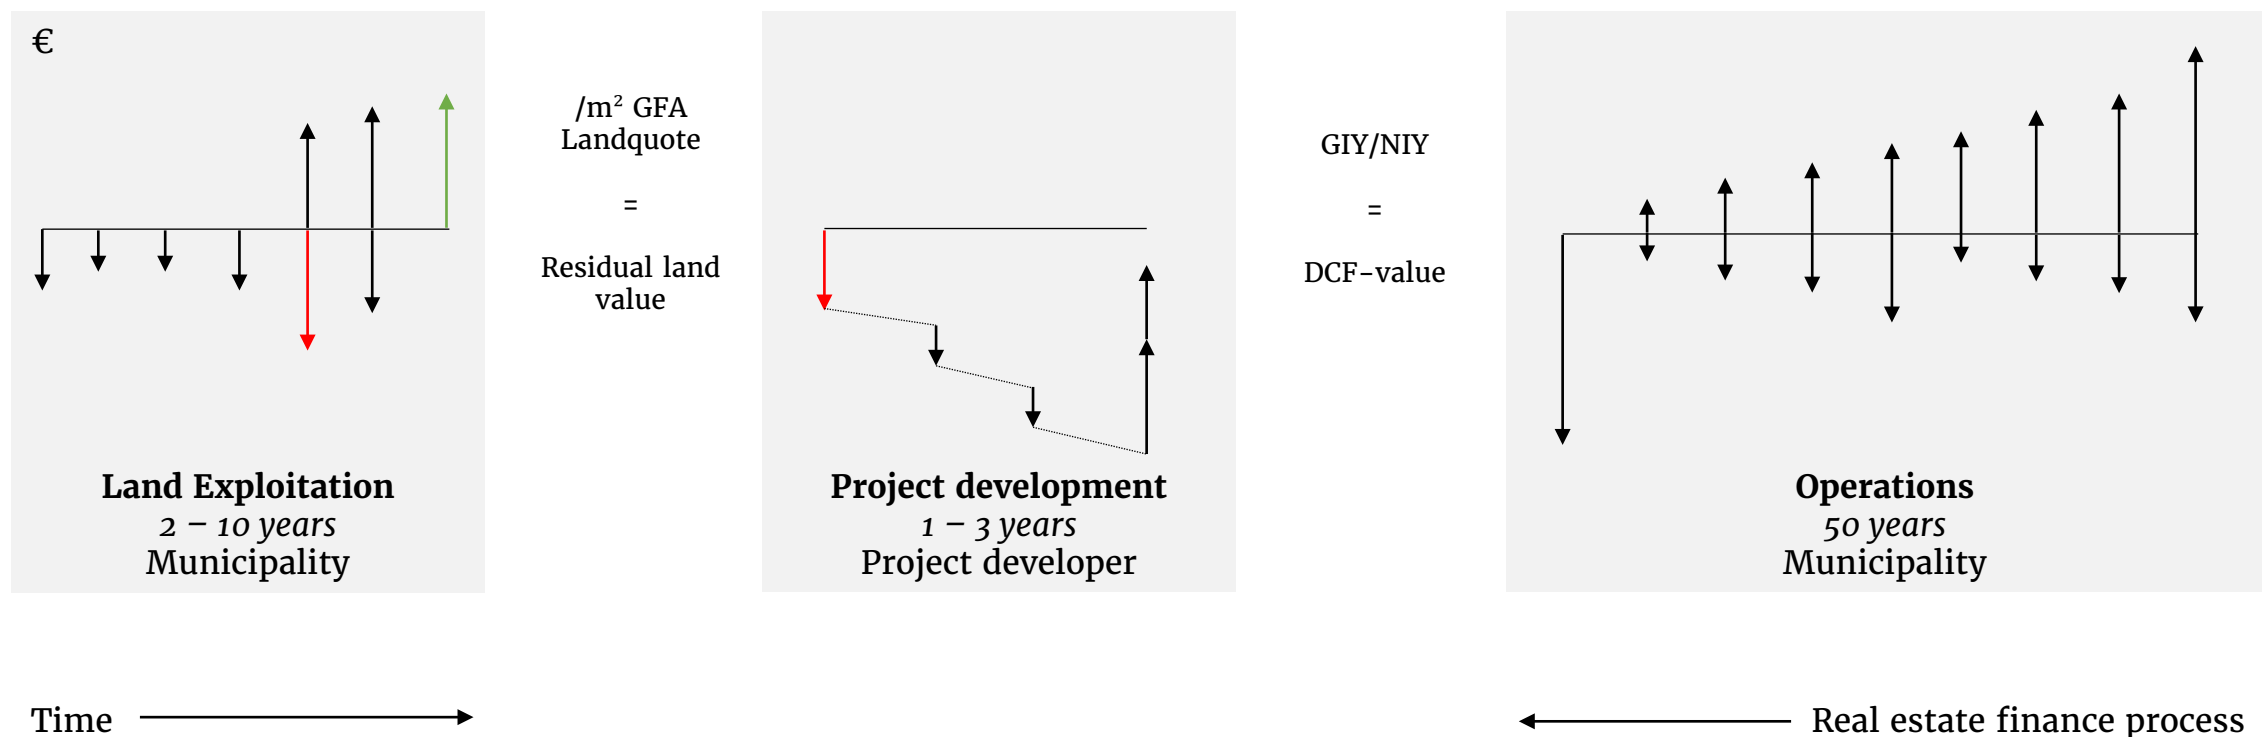 €
/m² GFA
Landquote
=
Residual land
value
GIY/NIY
=
DCF-value
Land Exploitation
2 – 10 years
Municipality
Project development
1 – 3 years
Project developer
Operations
50 years
Municipality
Time
Real estate finance process